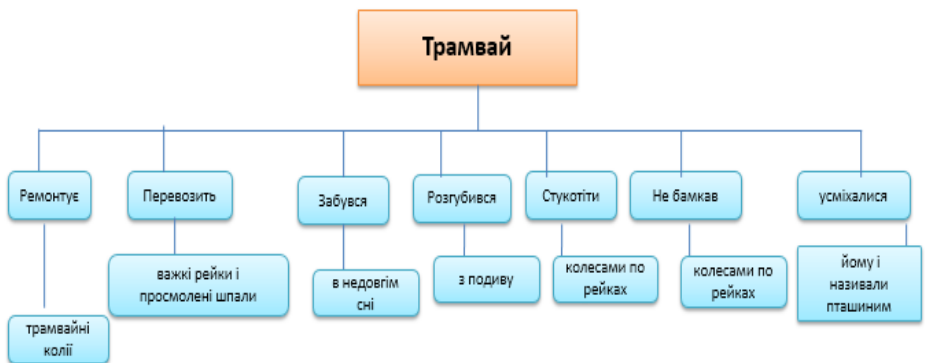 Трамвай
Ремонтує
Перевозить
Забувся
Розгубився
Стукотіти
Не бамкав
усміхалися
трамвайні
колії
важкі рейки і
просмолені шпали
в недовгім
сні
з подиву
колесами по
рейках
колесами по
рейках
йому і
називали
пташиним